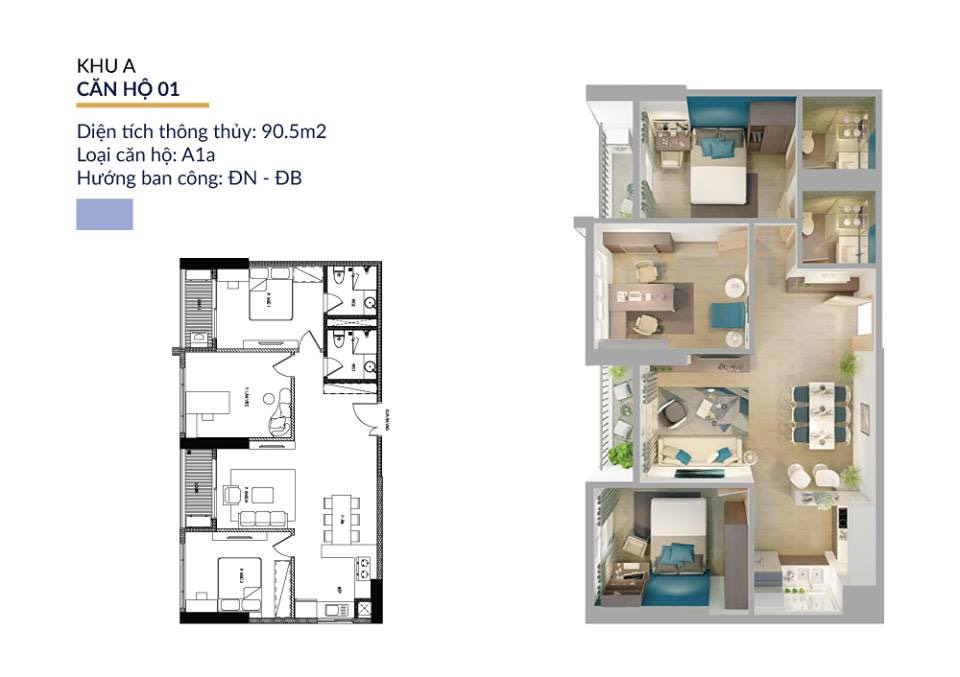 KHU A
CĂN HỘ 01
Diện tích thông thủy: 90.5m2
Loại căn hộ: A1a
Hướng ban công: ĐN - ĐB